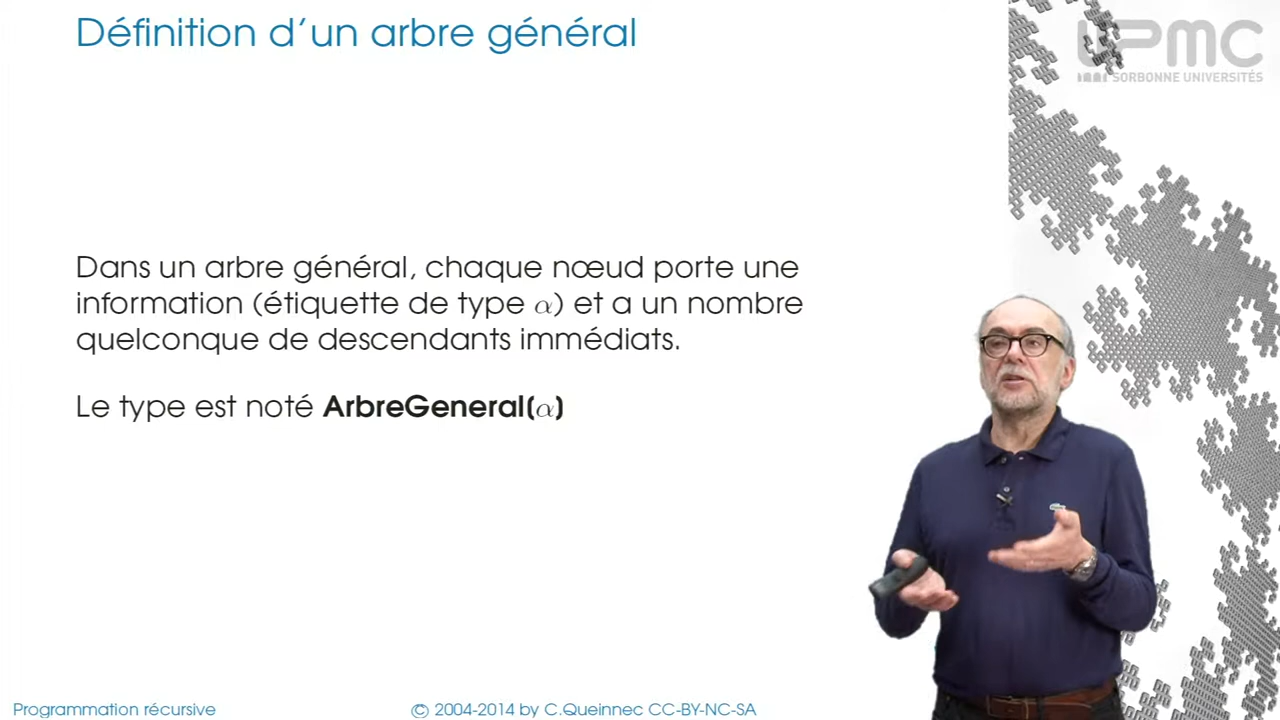 Définition d'un arbre général
UPMC
SORBONNE UNIVERSITÉS
Dans un arbre général, chaque nœud porte une
information (étiquette de type α) et a un nombre
quelconque de descendants immédiats.
Le type est noté ArbreGeneral(α)
Programmation récursive
© 2004-2014 by C.Queinnec CC-BY-NC-SA